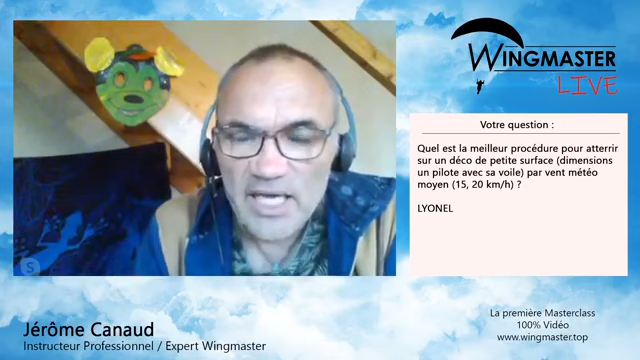 WINGMASTER
LIVE
Votre question :
Quel est la meilleur procédure pour atterrir
sur un déco de petite surface (dimensions
un pilote avec sa voile) par vent météo
moyen (15, 20 km/h) ?
LYONEL
S
Jérôme Canaud
Instructeur Professionnel / Expert Wingmaster
La première Masterclass
100% Vidéo
www.wingmaster.top